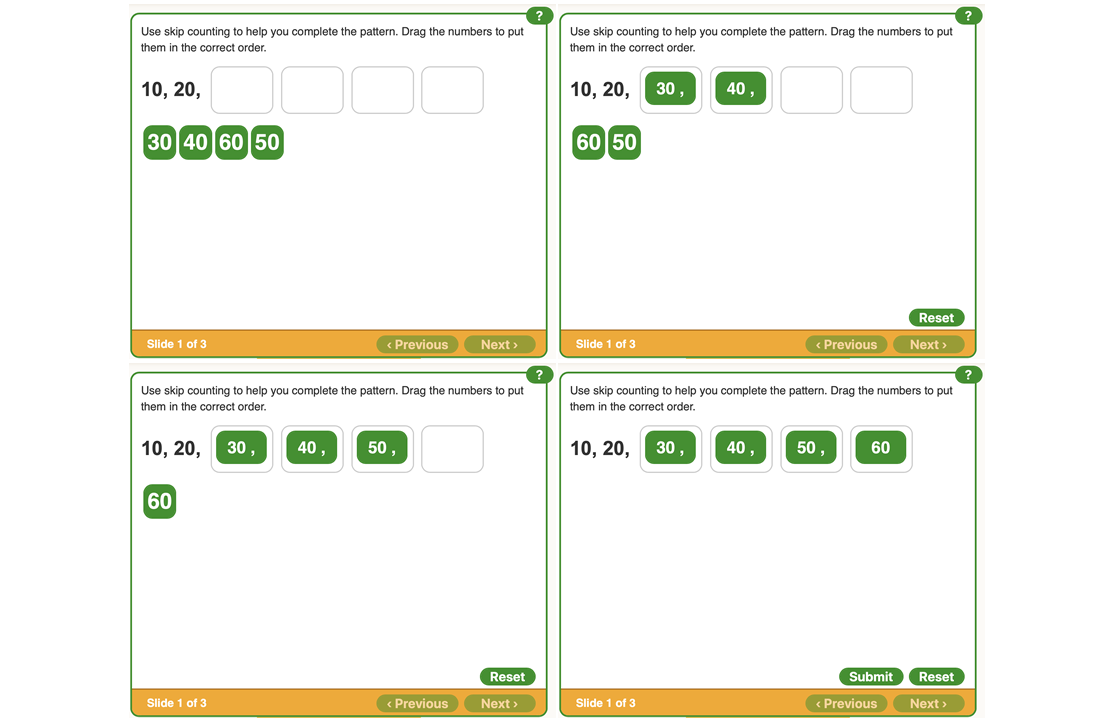 ?
Use skip counting to help you complete the pattern. Drag the numbers to put
them in the correct order.
10, 20,
30 40 60 50
Slide 1 of 3 ‹ Previous Next ›
?
Use skip counting to help you complete the pattern. Drag the numbers to put
them in the correct order.
10, 20, 30 , 40 ,
60 50
Reset
Slide 1 of 3 ‹ Previous Next ›
?
Use skip counting to help you complete the pattern. Drag the numbers to put
them in the correct order.
10, 20, 30 , 40 , 50 ,
60
Reset
Slide 1 of 3 ‹ Previous Next ›
?
Use skip counting to help you complete the pattern. Drag the numbers to put
them in the correct order.
10, 20, 30 , 40 , 50 , 60
Submit Reset
Slide 1 of 3 ‹ Previous Next ›